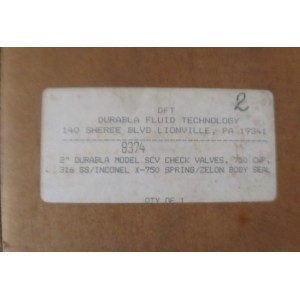 2
DFT
DURABLA FLUID TECHNOLOGY
140 SHEREE BLVD LIONVILLE, PA 19341
8374
2" DURABLA MODEL SCV CHECK VALVES, 750 CWP,
316 SS/INCONEL X-750 SPRING/ZELON BODY SEAL
QTY OF 1